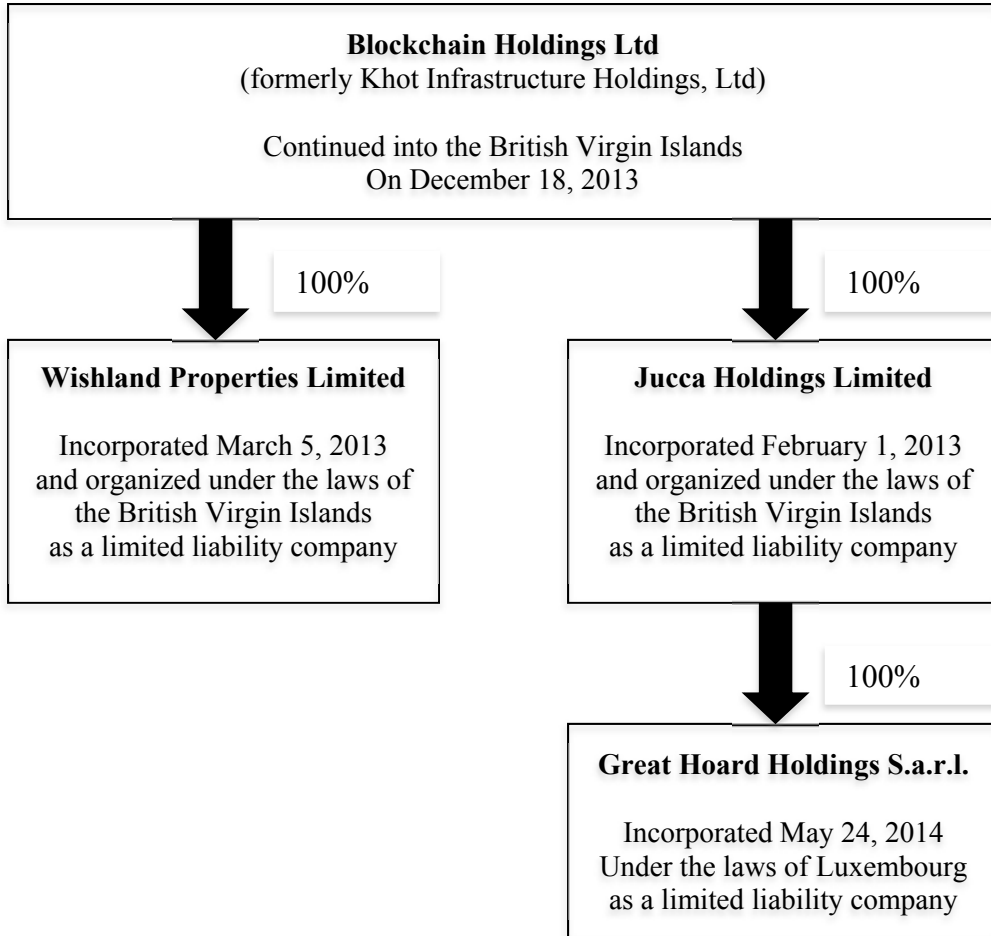 Blockchain Holdings Ltd
(formerly Khot Infrastructure Holdings, Ltd)
Continued into the British Virgin Islands
On December 18, 2013
100%
100%
Wishland Properties Limited
Incorporated March 5, 2013
and organized under the laws of
the British Virgin Islands
as a limited liability company
Jucca Holdings Limited
Incorporated February 1, 2013
and organized under the laws of
the British Virgin Islands
as a limited liability company
100%
Great Hoard Holdings S.a.r.l.
Incorporated May 24, 2014
Under the laws of Luxembourg
as a limited liability company